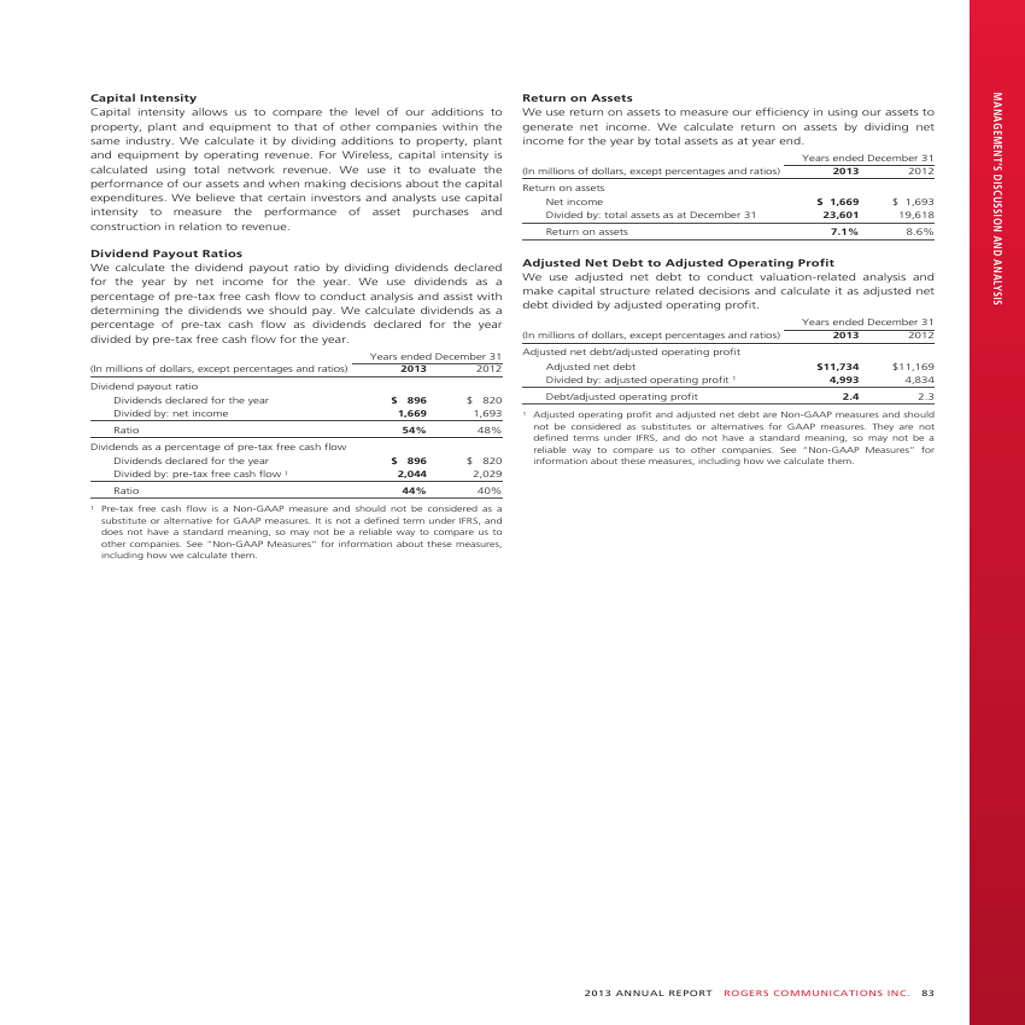 Capital Intensity
Capital intensity allows us to compare the level of our additions to
property, plant and equipment to that of other companies within the
same industry. We calculate it by dividing additions to property, plant
and equipment by operating revenue. For Wireless, capital intensity is
calculated using total network revenue. We use it to evaluate the
performance of our assets and when making decisions about the capital
expenditures. We believe that certain investors and analysts use capital
intensity to measure the performance of asset purchases and
construction in relation to revenue.
Dividend Payout Ratios
We calculate the dividend payout ratio by dividing dividends declared
for the year by net income for the year. We use dividends as a
percentage of pre-tax free cash flow to conduct analysis and assist with
determining the dividends we should pay. We calculate dividends as a
percentage of pre-tax cash flow as dividends declared for the year
divided by pre-tax free cash flow for the year.
Years ended December 31
(In millions of dollars, except percentages and ratios) 2013 2012
Dividend payout ratio
Dividends declared for the year $ 896 $ 820
Divided by: net income 1,669 1,693
Ratio 54% 48%
Dividends as a percentage of pre-tax free cash flow
Dividends declared for the year $ 896 $ 820
Divided by: pre-tax free cash flow 1 2,044 2,029
Ratio 44% 40%
1 Pre-tax free cash flow is a Non-GAAP measure and should not be considered as a
substitute or alternative for GAAP measures. It is not a defined term under IFRS, and
does not have a standard meaning, so may not be a reliable way to compare us to
other companies. See “Non-GAAP Measures” for information about these measures,
including how we calculate them.
Return on Assets
We use return on assets to measure our efficiency in using our assets to
generate net income. We calculate return on assets by dividing net
income for the year by total assets as at year end.
Years ended December 31
(In millions of dollars, except percentages and ratios) 2013 2012
Return on assets
Net income $ 1,669 $ 1,693
Divided by: total assets as at December 31 23,601 19,618
Return on assets 7.1% 8.6%
Adjusted Net Debt to Adjusted Operating Profit
We use adjusted net debt to conduct valuation-related analysis and
make capital structure related decisions and calculate it as adjusted net
debt divided by adjusted operating profit.
Years ended December 31
(In millions of dollars, except percentages and ratios) 2013 2012
Adjusted net debt/adjusted operating profit
Adjusted net debt $11,734 $11,169
Divided by: adjusted operating profit 1 4,993 4,834
Debt/adjusted operating profit 2.4 2.3
1 Adjusted operating profit and adjusted net debt are Non-GAAP measures and should
not be considered as substitutes or alternatives for GAAP measures. They are not
defined terms under IFRS, and do not have a standard meaning, so may not be a
reliable way to compare us to other companies. See “Non-GAAP Measures” for
information about these measures, including how we calculate them.
MANAGEMENT’S DISCUSSION AND ANALYSIS
2013 ANNUAL REPORT ROGERS COMMUNICATIONS INC. 83